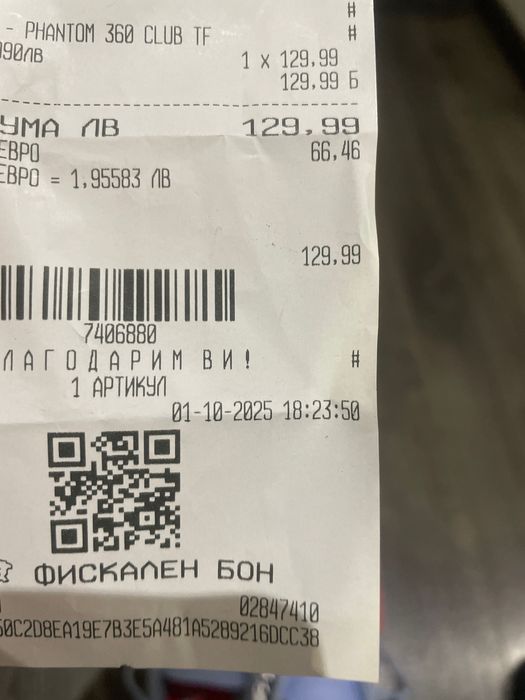 #
- PHANTOM 360 CLUB TF #
990ЛВ 1 x 129.99
129.99 Б
УМА ЛВ 129,99
ЕВРО 66,46
ЕВРО = 1,95583 ЛВ
129,99
7406880
ЛАГОДАРИМ ВИ! #
1 АРТИКУЛ
01-10-2025 18:23:50
ФИСКАЛЕН БОН
02847410
50C2D8EA19E7B3E5A481A5289216DCC38